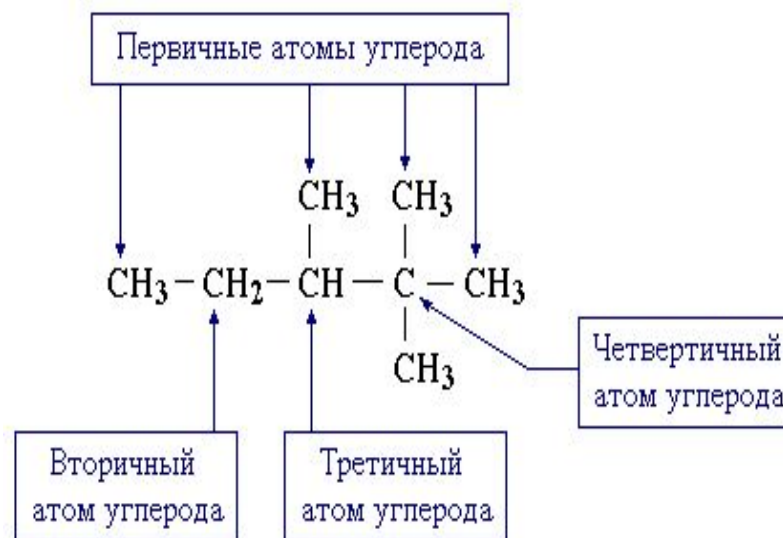 Первичные атомы углерода
CH3 CH3
CH3 – CH2 – CH – C – CH3
CH3
Четвертичный
атом углерода
Вторичный
атом углерода
Третичный
атом углерода